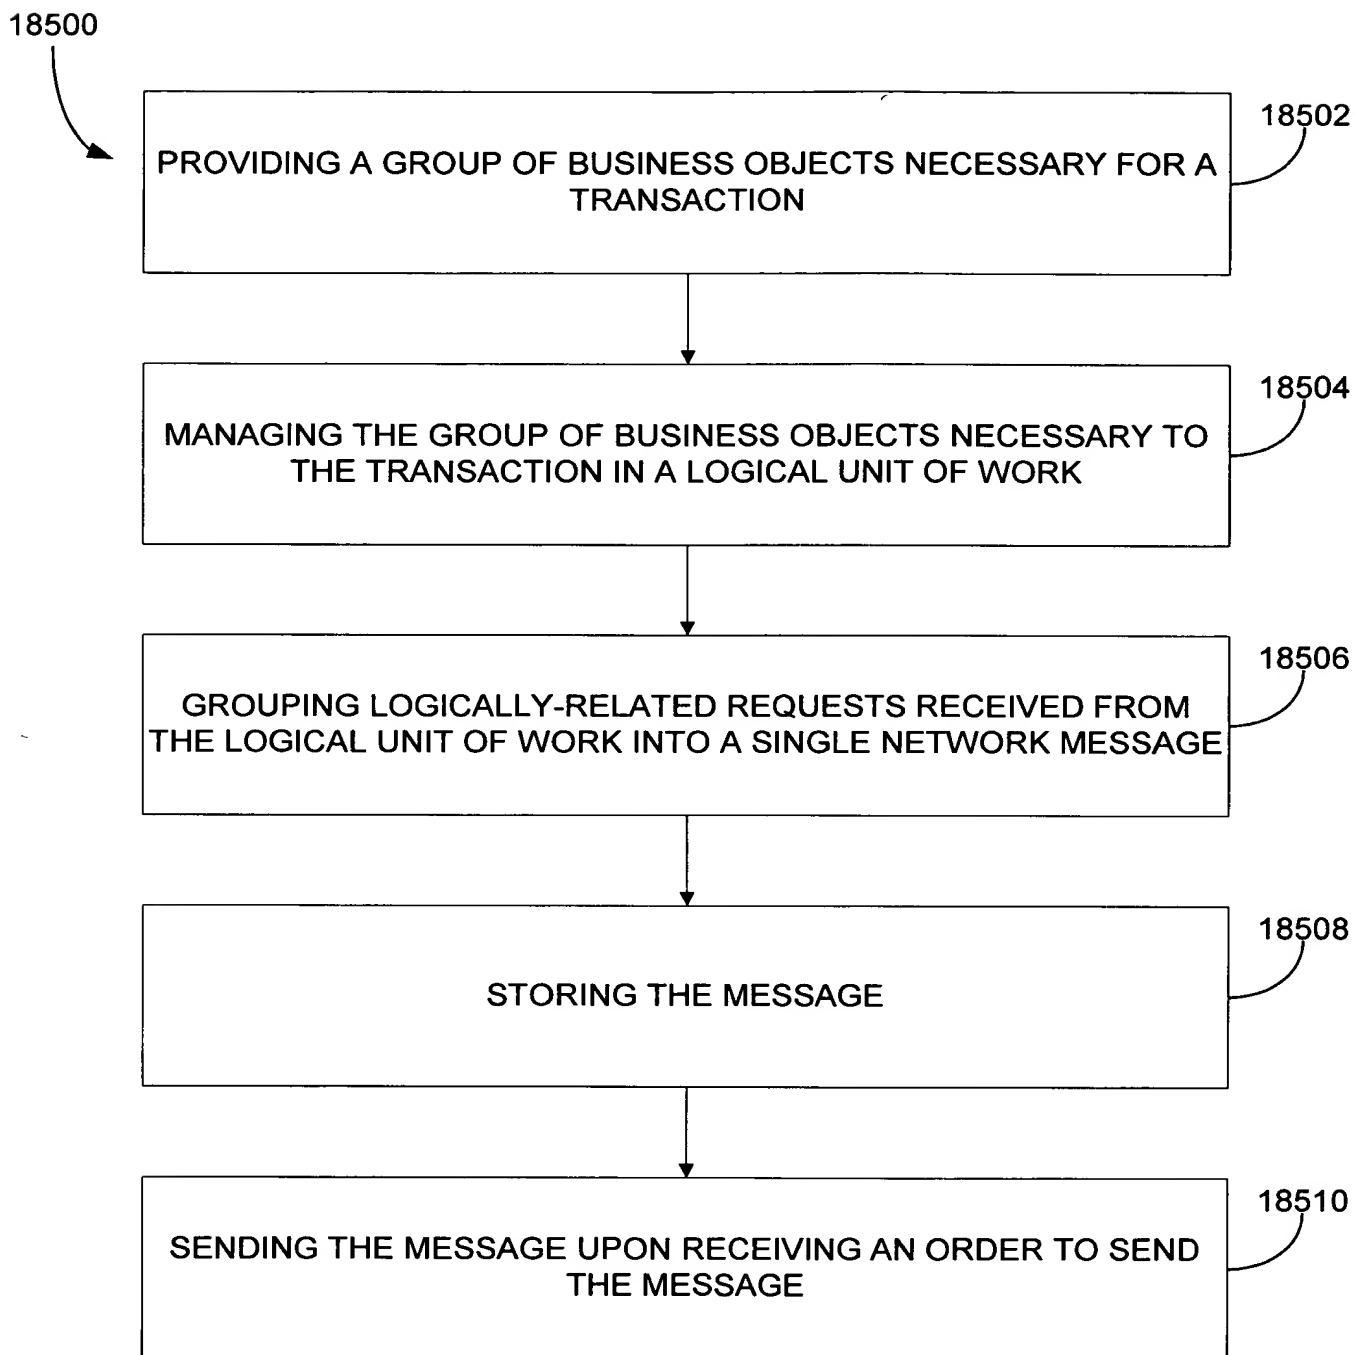 18500
18502
PROVIDING A GROUP OF BUSINESS OBJECTS NECESSARY FOR A
TRANSACTION
18504
MANAGING THE GROUP OF BUSINESS OBJECTS NECESSARY TO
THE TRANSACTION IN A LOGICAL UNIT OF WORK
18506
GROUPING LOGICALLY-RELATED REQUESTS RECEIVED FROM
THE LOGICAL UNIT OF WORK INTO A SINGLE NETWORK MESSAGE
18508
STORING THE MESSAGE
18510
SENDING THE MESSAGE UPON RECEIVING AN ORDER TO SEND
THE MESSAGE